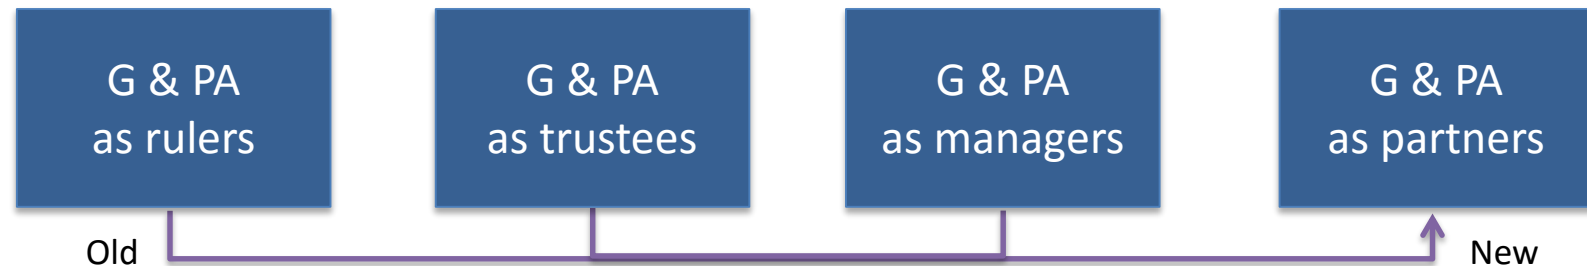 G & PA
as rulers
G & PA
as trustees
G & PA
as managers
G & PA
as partners
Old
New